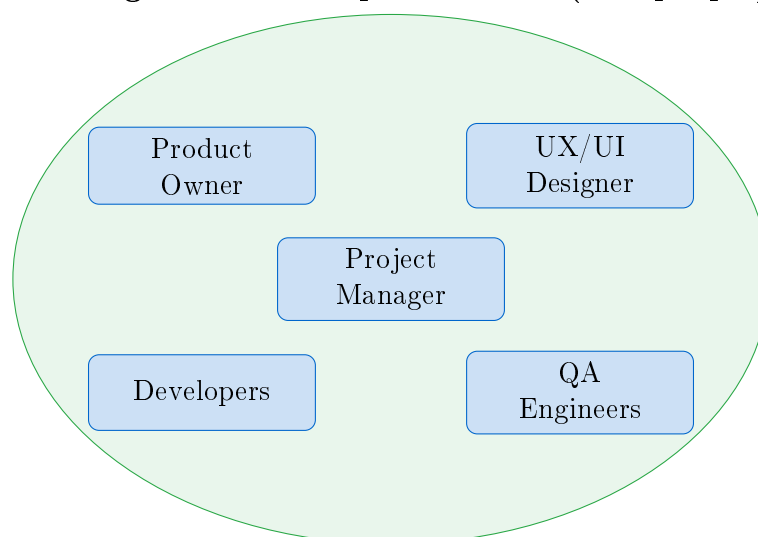 Product
Owner
UX/UI
Designer
Project
Manager
Developers
QA
Engineers